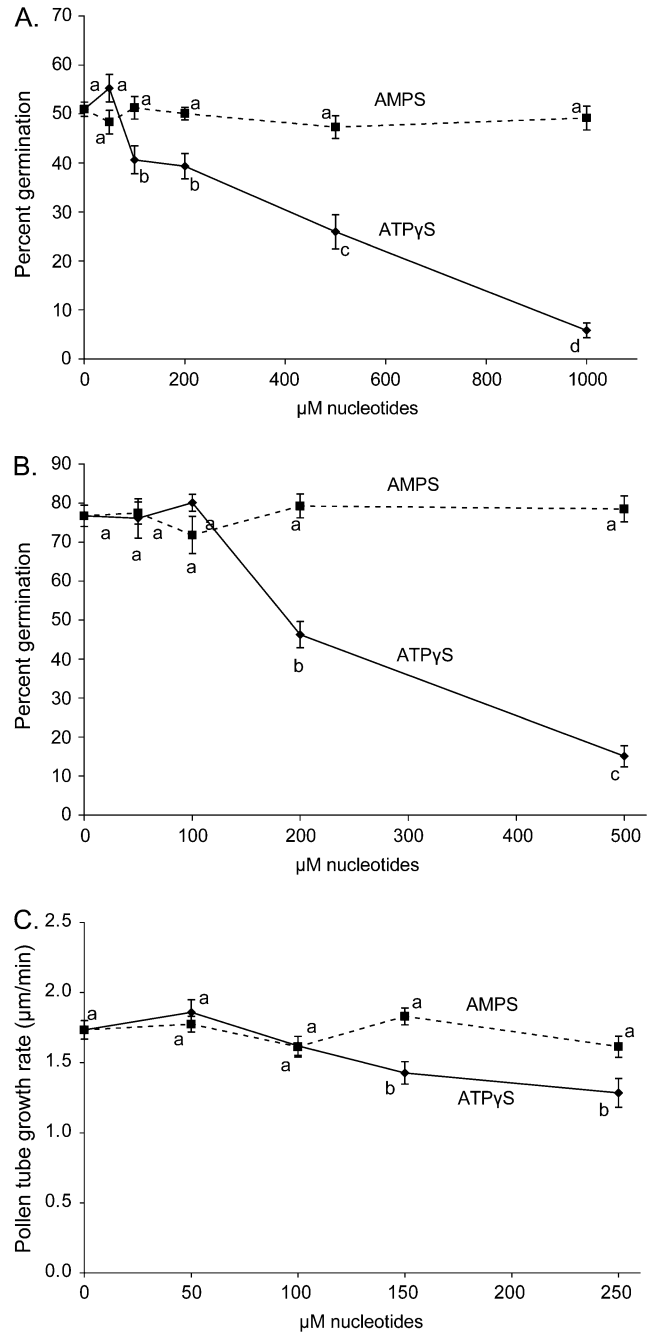 A.
70
60
50
40
30
20
10
0
Percent germination
a
a
a
a
a
a
a
b
b
c
d
AMPS
ATPγS
0 200 400 600 800 1000
µM nucleotides
B.
90
80
70
60
50
40
30
20
10
0
Percent germination
a
a
a
a
a
a
a
b
c
AMPS
ATPγS
0 100 200 300 400 500
µM nucleotides
C.
2.5
2.0
1.5
1.0
0.5
0.0
Pollen tube growth rate (µm/min)
a
a
a
a
a
a
a
b
b
AMPS
ATPγS
0 50 100 150 200 250
µM nucleotides